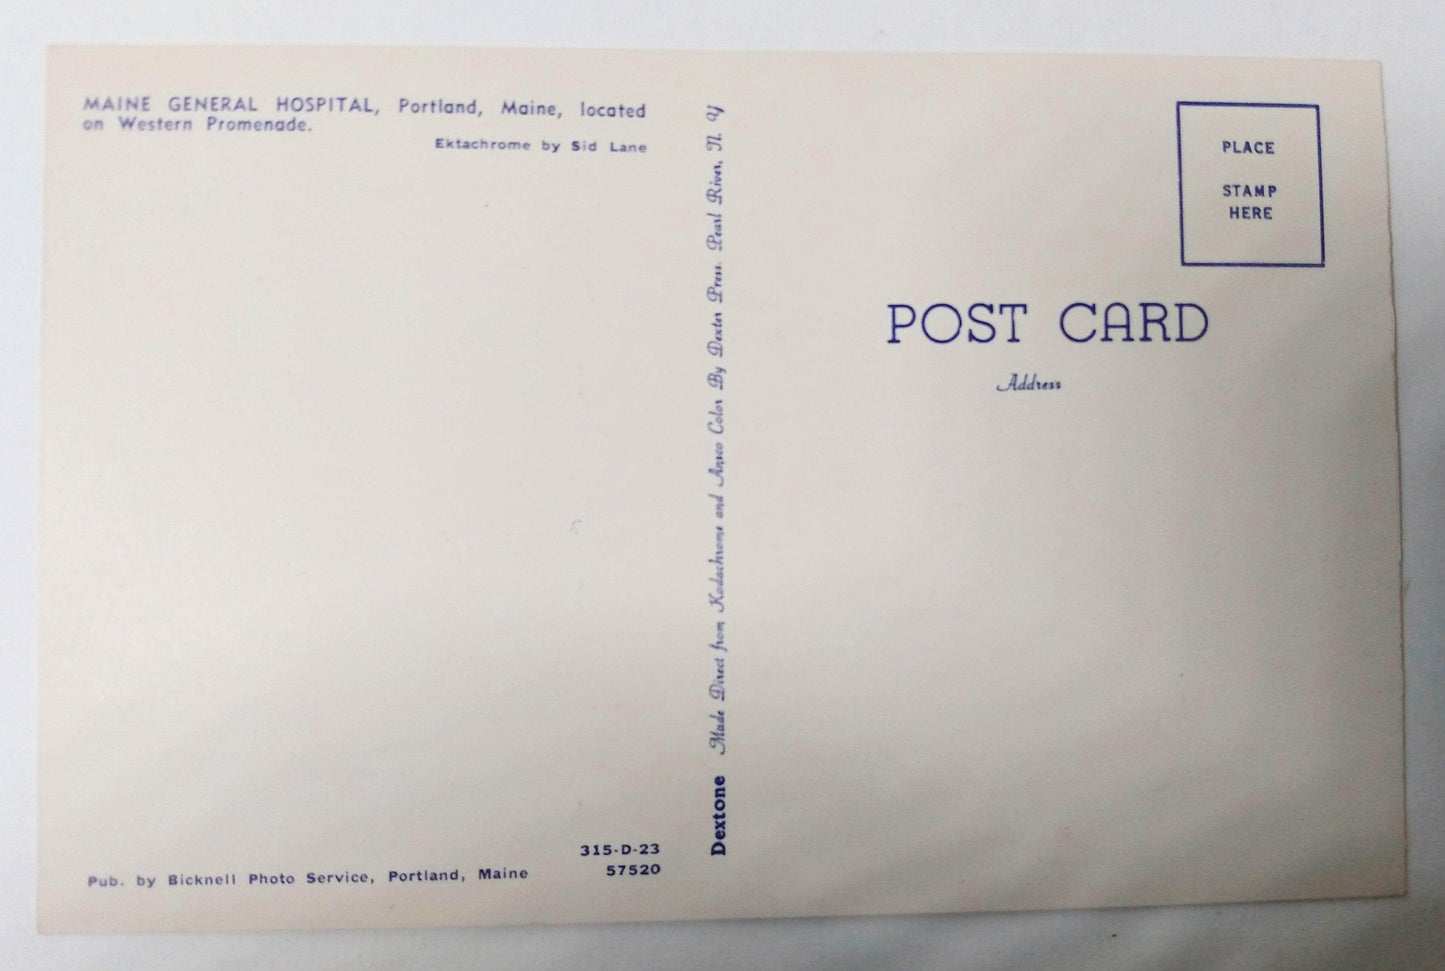 MAINE GENERAL HOSPITAL, Portland, Maine, located
on Western Promenade.
Ektachrome by Sid Lane
315-D-23
57520
Pub. by Bicknell Photo Service, Portland, Maine
Dextone Made Direct from Kodachrome and Ansco Color By Dexter Press. Pearl River, N. Y
PLACE
STAMP
HERE
POST CARD
Address